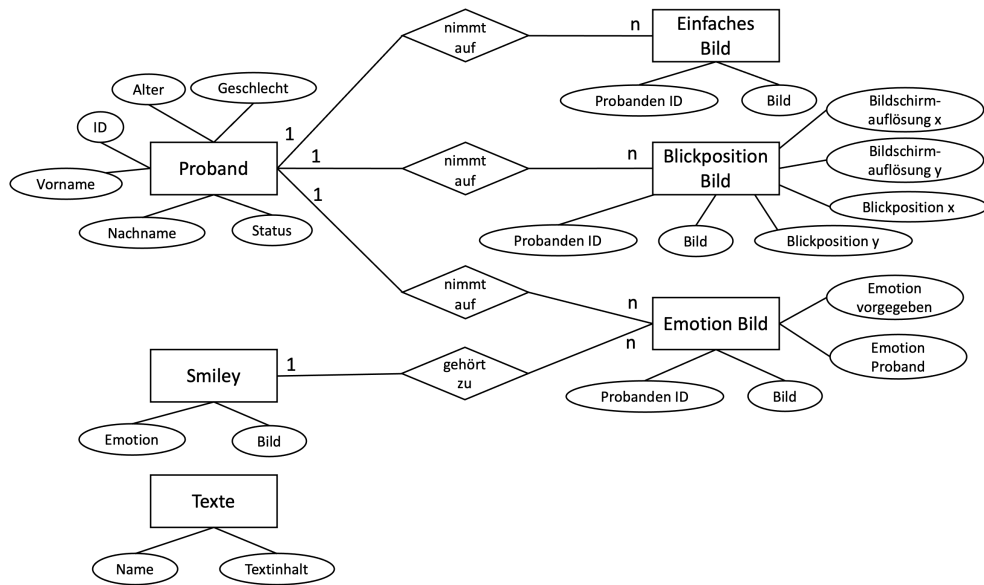 nimmt
auf
n
Einfaches
Bild
Alter
Geschlecht
Probanden ID
Bild
Bildschirm-
auflösung x
ID
1
Proband
1
nimmt
auf
n
Blickposition
Bild
Bildschirm-
auflösung y
Vorname
1
Blickposition x
Nachname
Status
Probanden ID
Bild
Blickposition y
nimmt
auf
n
Emotion Bild
Emotion
vorgegeben
Smiley
1
gehört
zu
n
Emotion
Proband
Probanden ID
Bild
Emotion
Bild
Texte
Name
Textinhalt